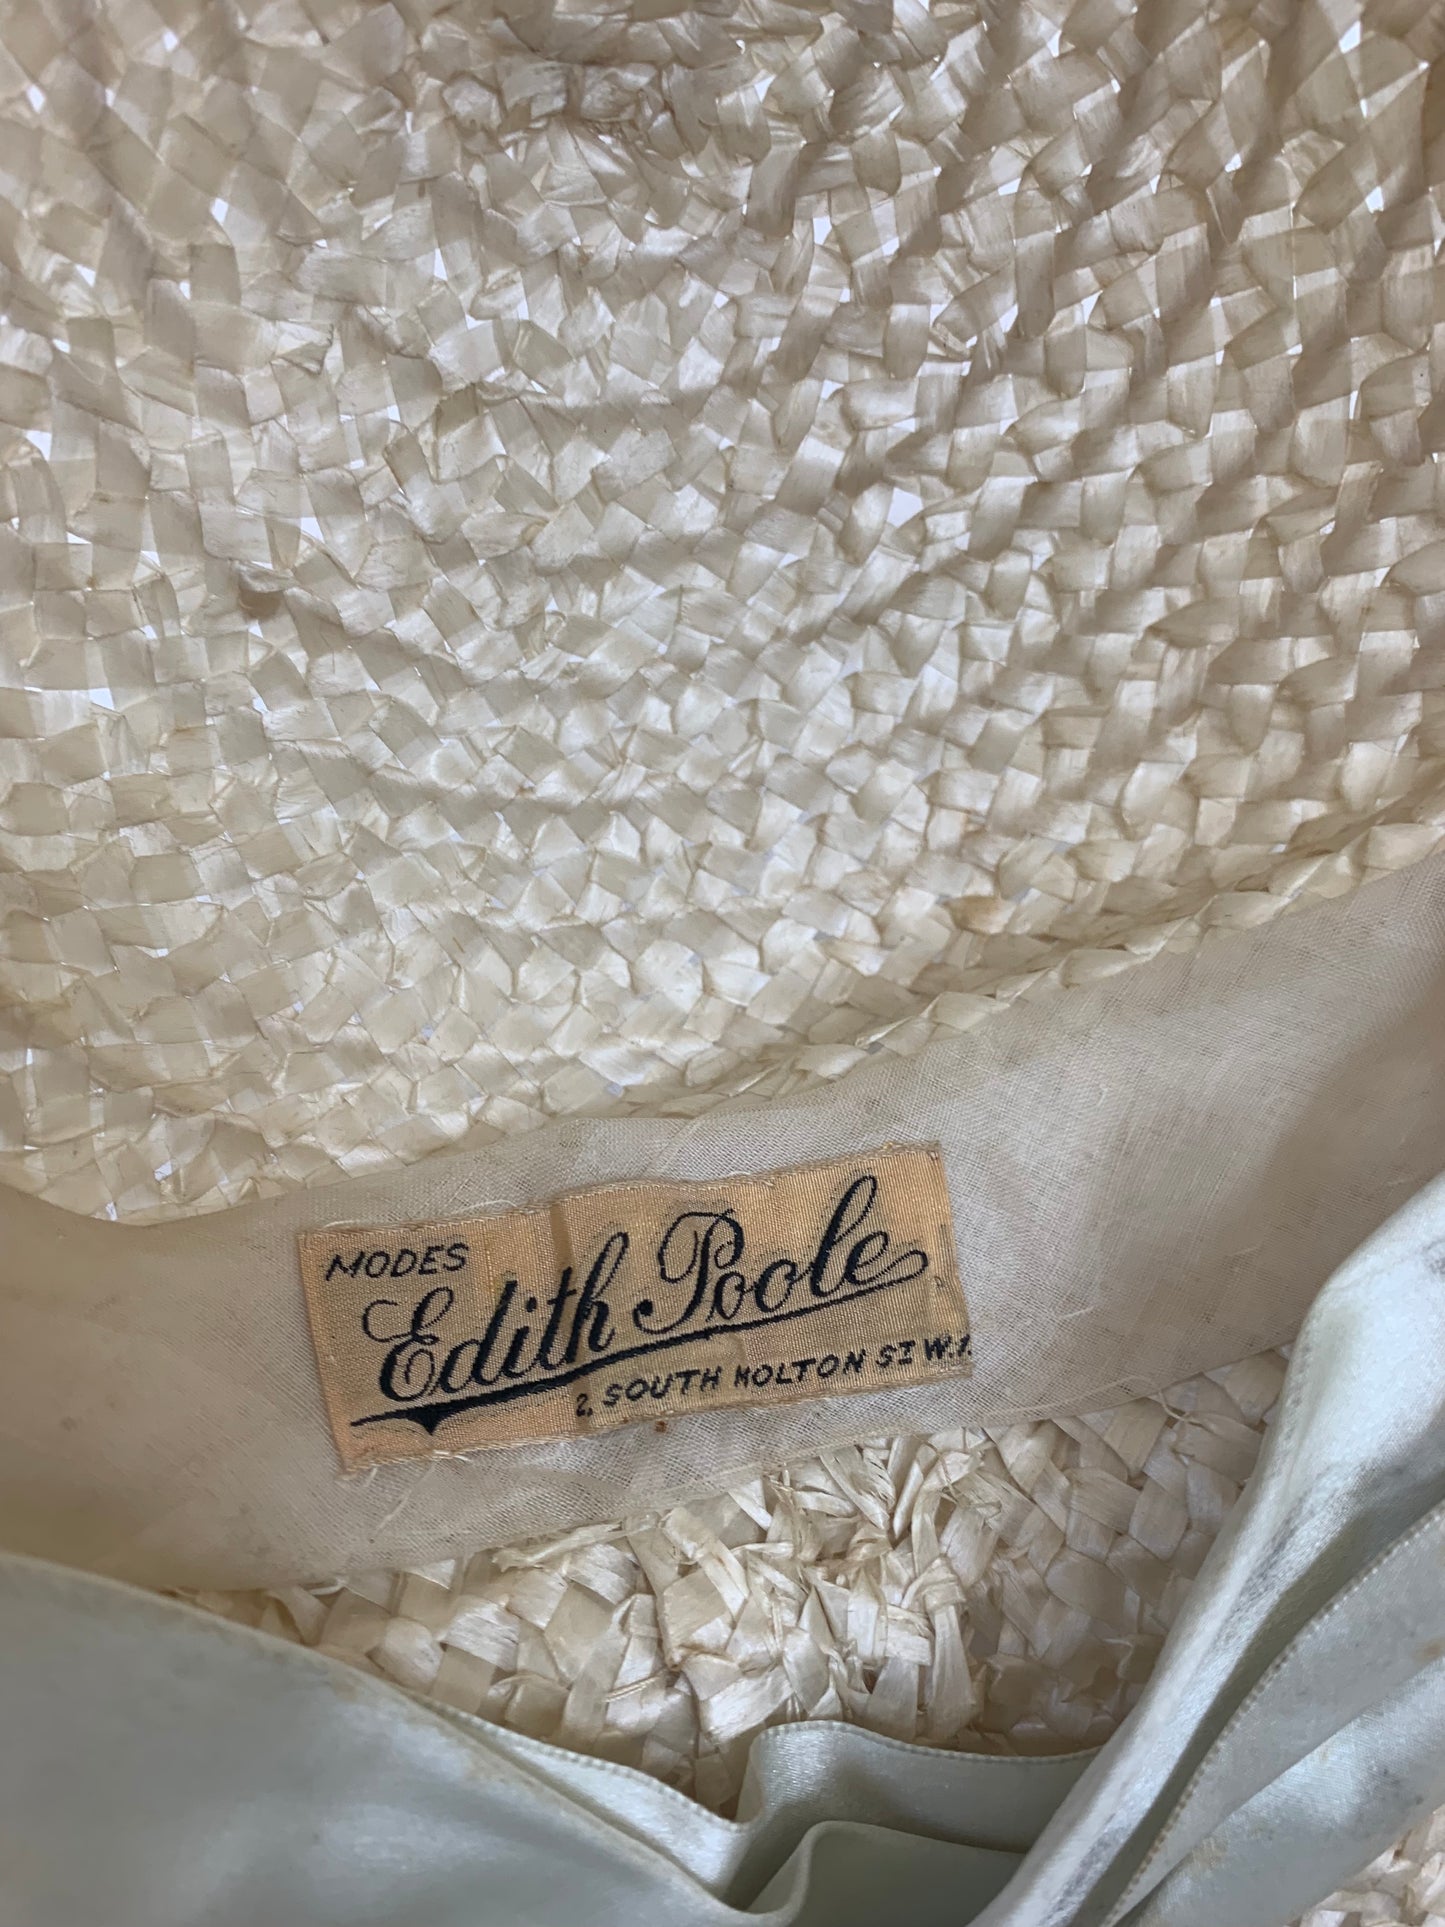 MODES
Edith Poole
2, SOUTH MOLTON ST W.1.